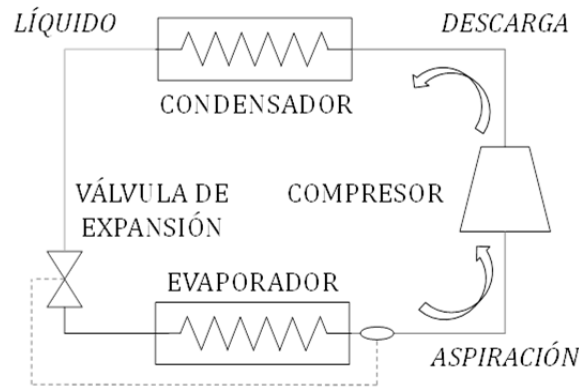 LÍQUIDO
DESCARGA
CONDENSADOR
VÁLVULA DE
EXPANSIÓN
COMPRESOR
EVAPORADOR
ASPIRACIÓN